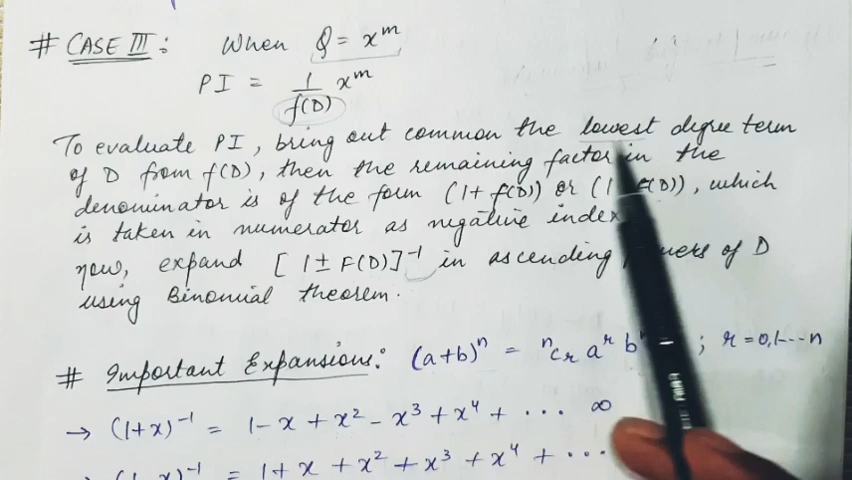 # CASE III : When Q = x^m
PI = 1/f(D) x^m
To evaluate PI, bring out common the lowest degree term
of D from f(D), then the remaining factor in the
denominator is of the form (1+ f(D)) or (1 f(D)), which
is taken in numerator as negative index
now, expand [1 ± F(D)]^-1 in ascending of D
using Binomial theorem.
# Important Expansions: (a+b)^n = nCr a^r b ; r = 0,1---n
→ (1+x)^-1 = 1 - x + x^2 - x^3 + x^4 + ... ∞
→ (1-x)^-1 = 1 + x + x^2 + x^3 + x^4 + ...